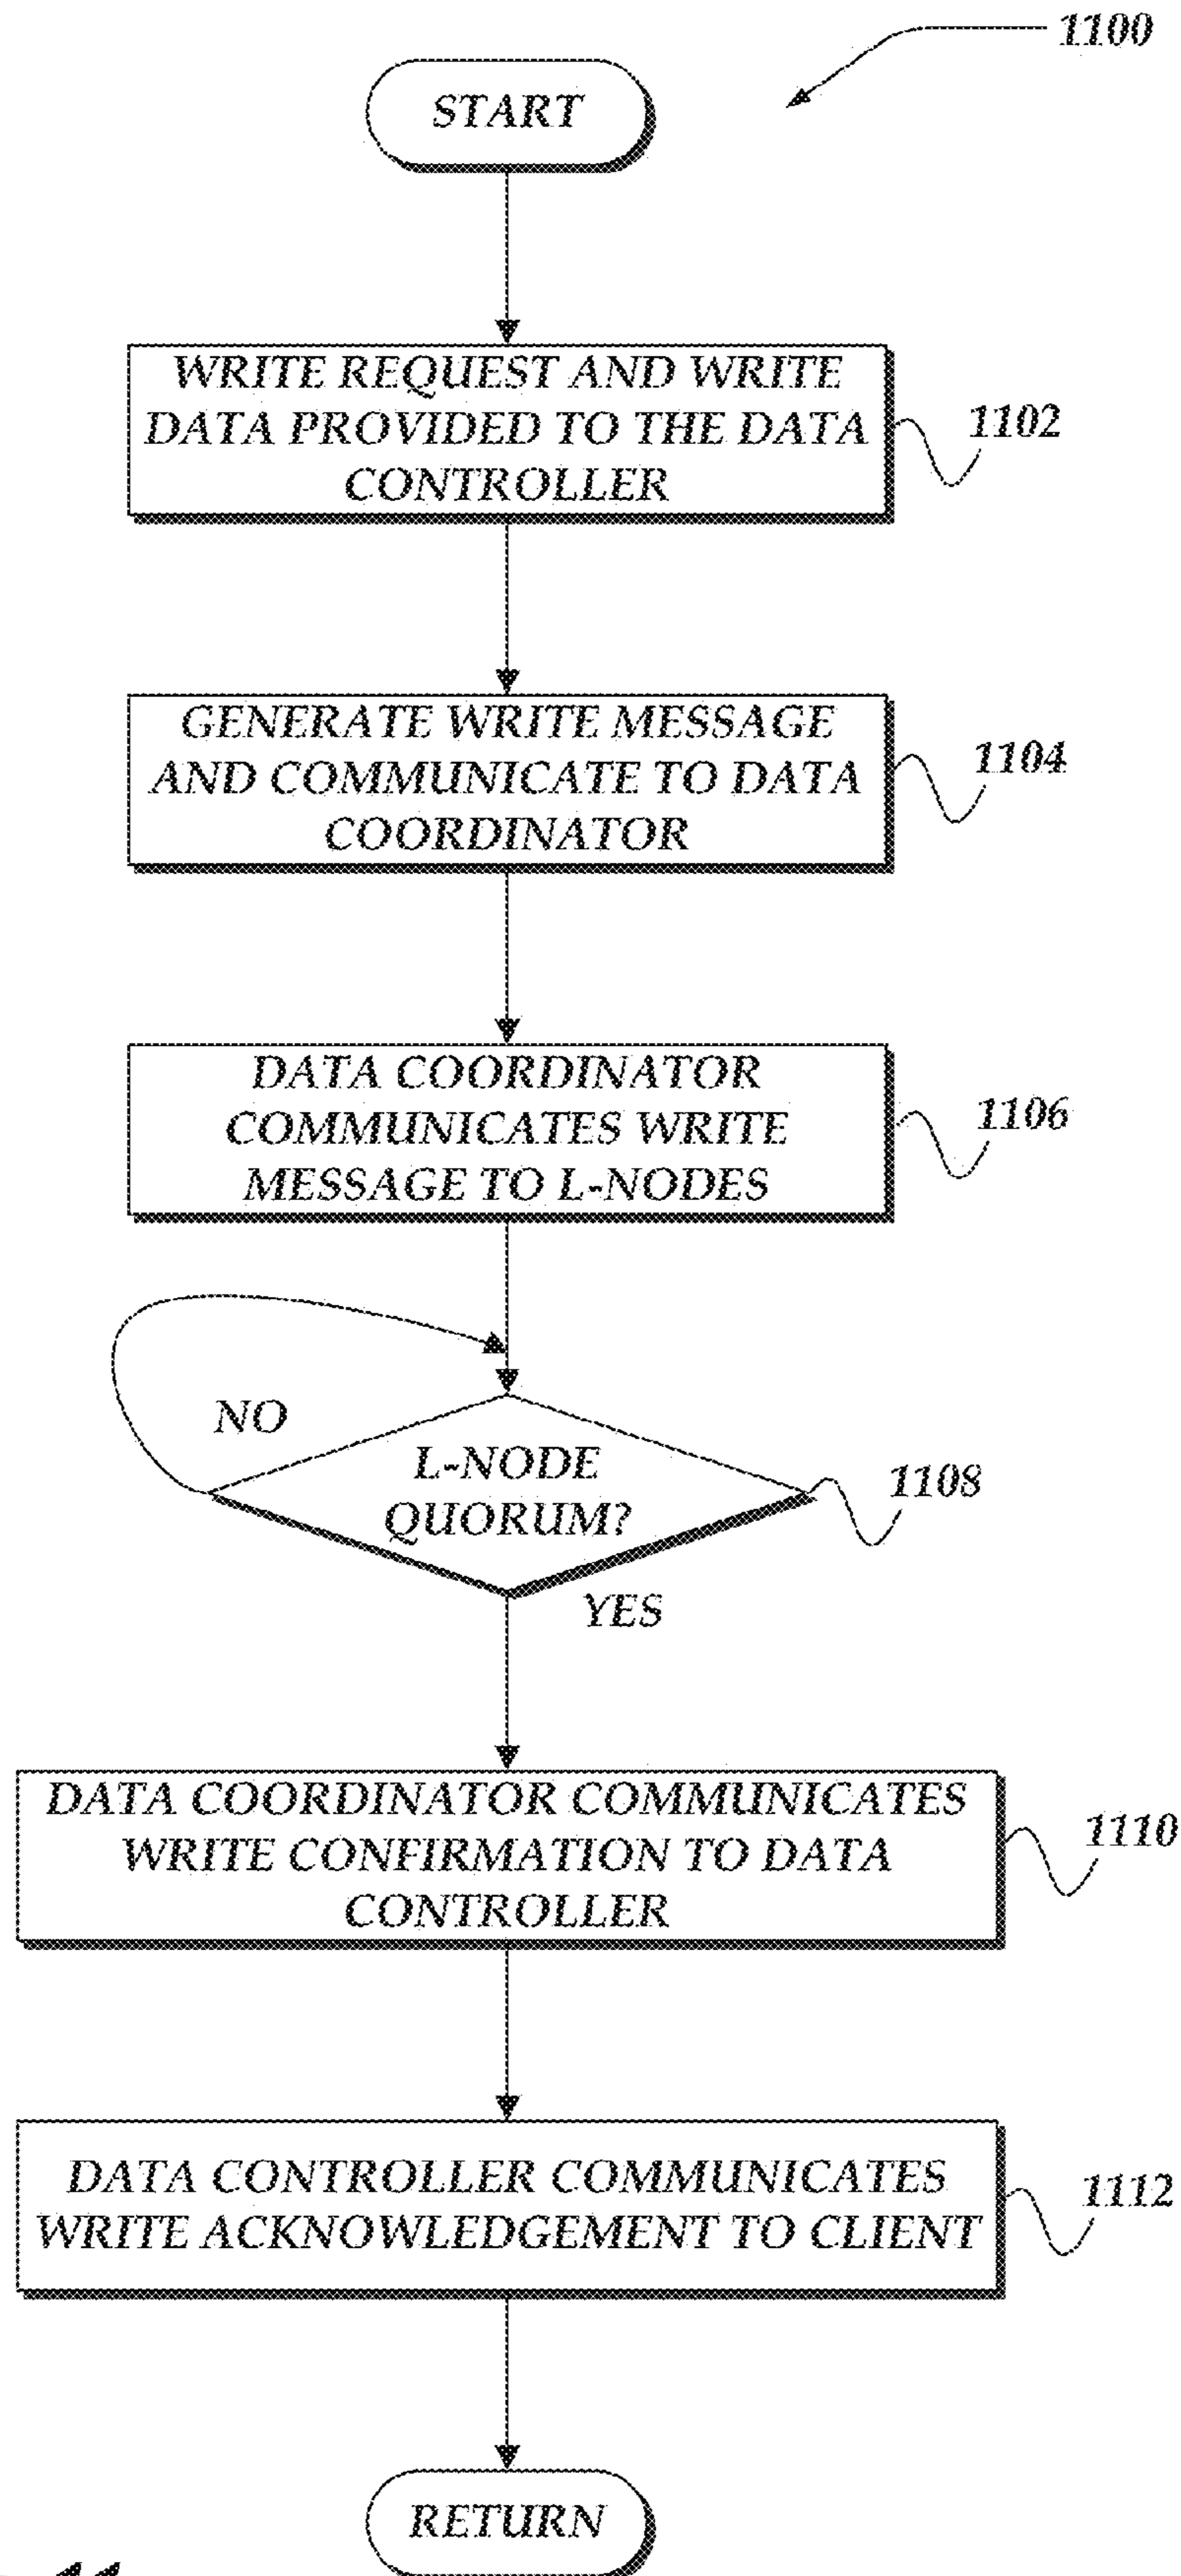 1100
START
WRITE REQUEST AND WRITE
DATA PROVIDED TO THE DATA
CONTROLLER
1102
GENERATE WRITE MESSAGE
AND COMMUNICATE TO DATA
COORDINATOR
1104
DATA COORDINATOR
COMMUNICATES WRITE
MESSAGE TO L-NODES
1106
NO
L-NODE
QUORUM?
1108
YES
DATA COORDINATOR COMMUNICATES
WRITE CONFIRMATION TO DATA
CONTROLLER
1110
DATA CONTROLLER COMMUNICATES
WRITE ACKNOWLEDGEMENT TO CLIENT
1112
RETURN